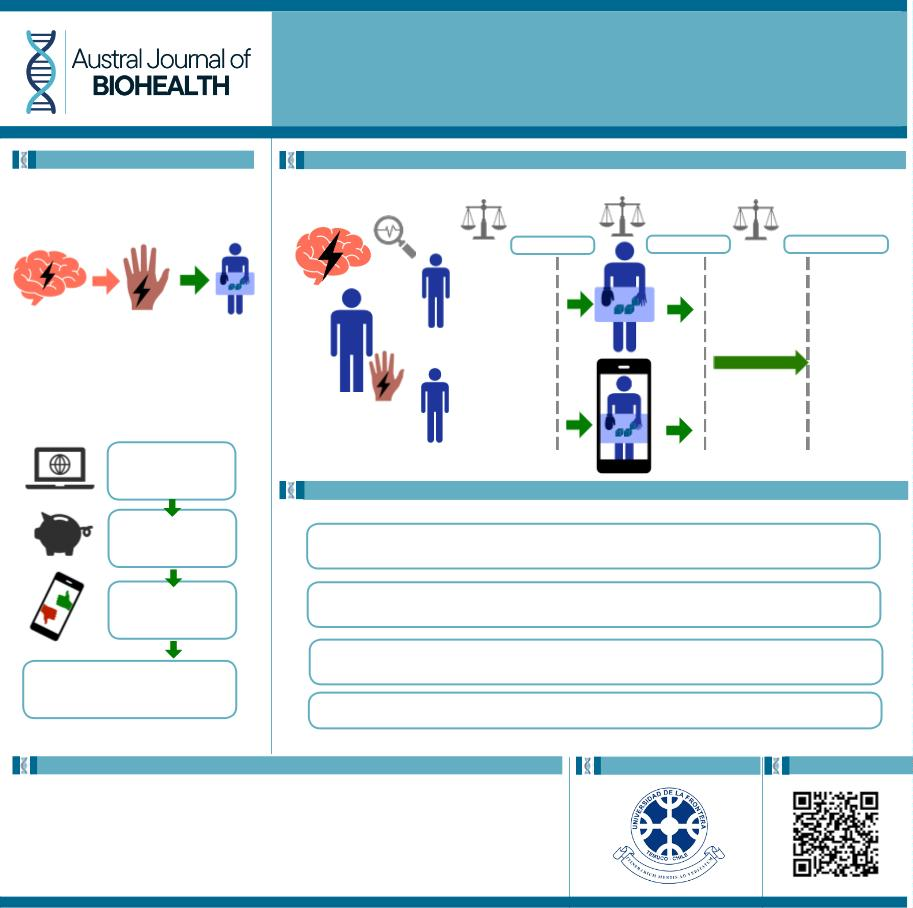 Austral Journal of
BIOHEALTH
UNIVERSIDAD DE LA FRONTERA
TEMUCO - CHILE